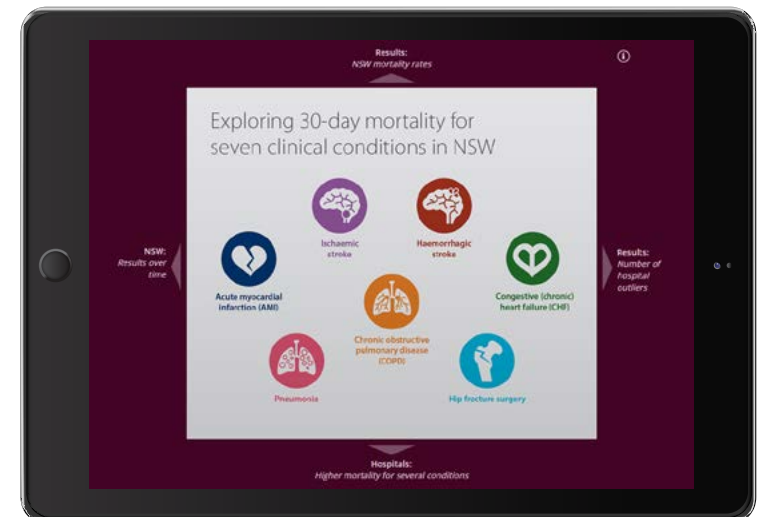 Results:
NSW mortality rates
Exploring 30-day mortality for
seven clinical conditions in NSW
Ischaemic
stroke
Haemorrhagic
stroke
NSW:
Results over
time
Acute myocardial
infarction (AMI)
Congestive (chronic)
heart failure (CHF)
Results:
Number of
hospital
outliers
Chronic obstructive
pulmonary disease
(COPD)
Pneumonia
Hip fracture surgery
Hospitals:
Higher mortality for several conditions